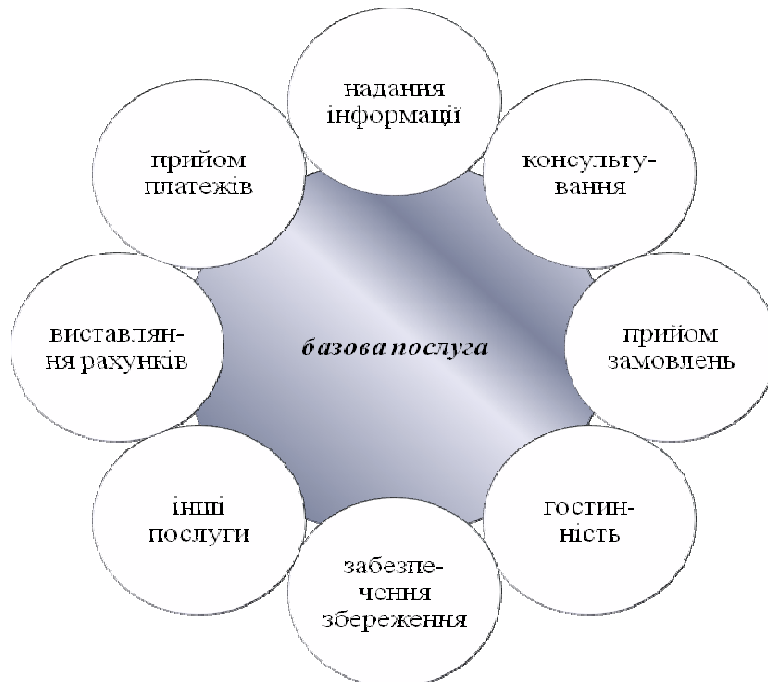 надання
інформації
консульту-
вання
прийом
замовлень
гостин-
ність
забезпе-
чення
збереження
інші
послуги
виставлян-
ня рахунків
прийом
платежів
базова послуга